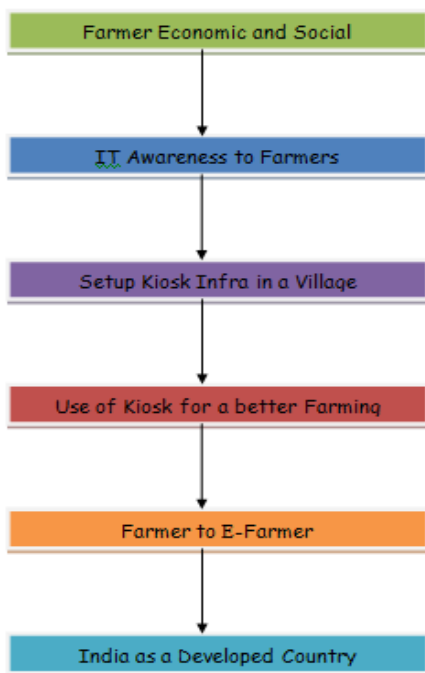 Farmer Economic and Social
IT Awareness to Farmers
Setup Kiosk Infra in a Village
Use of Kiosk for a better Farming
Farmer to E-Farmer
India as a Developed Country